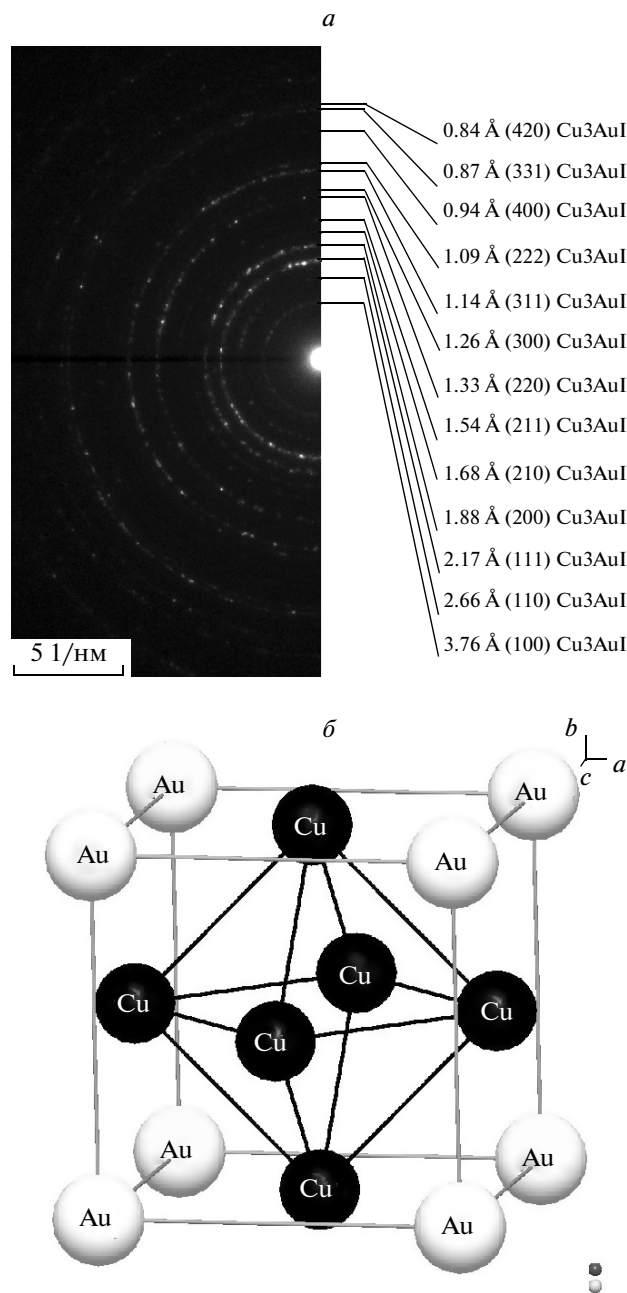 а
0.84 Å (420) Cu3AuI
0.87 Å (331) Cu3AuI
0.94 Å (400) Cu3AuI
1.09 Å (222) Cu3AuI
1.14 Å (311) Cu3AuI
1.26 Å (300) Cu3AuI
1.33 Å (220) Cu3AuI
1.54 Å (211) Cu3AuI
1.68 Å (210) Cu3AuI
1.88 Å (200) Cu3AuI
2.17 Å (111) Cu3AuI
2.66 Å (110) Cu3AuI
3.76 Å (100) Cu3AuI
5 1/нм
б
b
a
c
Au
Au
Au
Au
Cu
Cu
Cu
Cu
Cu
Au
Au
Au
Au
Cu